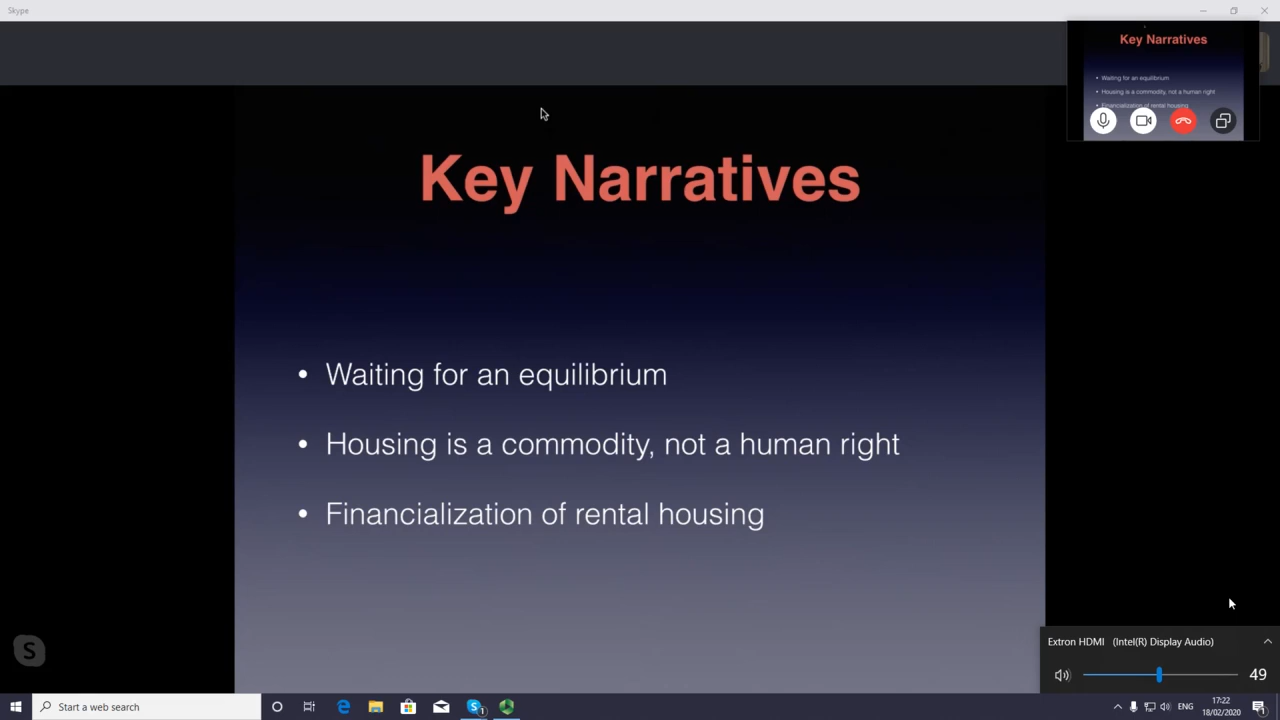 Skype
Key Narratives
• Waiting for an equilibrium
• Housing is a commodity, not a human right
• Financialization of rental housing
Key Narratives
• Waiting for an equilibrium
• Housing is a commodity, not a human right
• Financialization of rental housing
S
Extron HDMI (Intel(R) Display Audio)
49
Start a web search
1
ENG
17:22
18/02/2020
1